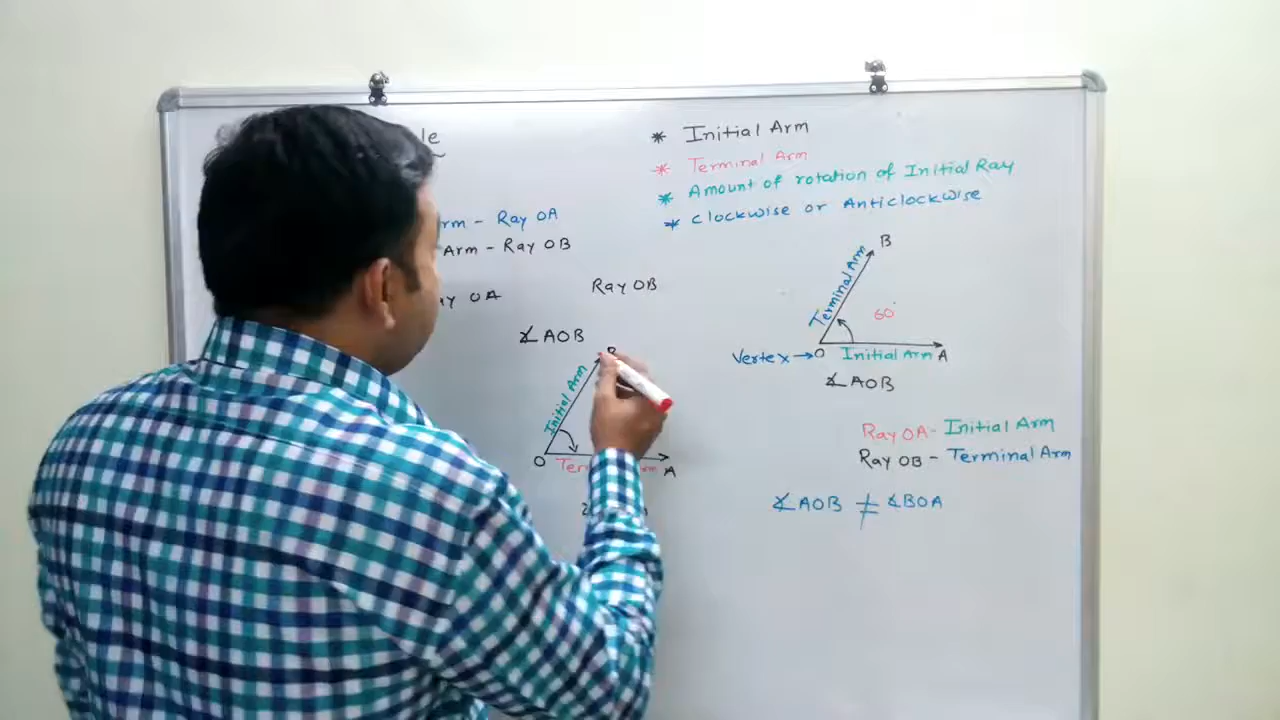 * Initial Arm
* Terminal Arm
* Amount of rotation of Initial Ray
* Clockwise or Anticlockwise
- Ray OA
Arm - Ray OB
OA
Ray OB
∡AOB
B
Initial Arm
O
A
B
Terminal Arm
60°
Vertex → O Initial Arm A
∡AOB
Ray OA - Initial Arm
Ray OB - Terminal Arm
∡AOB ≠ ∡BOA